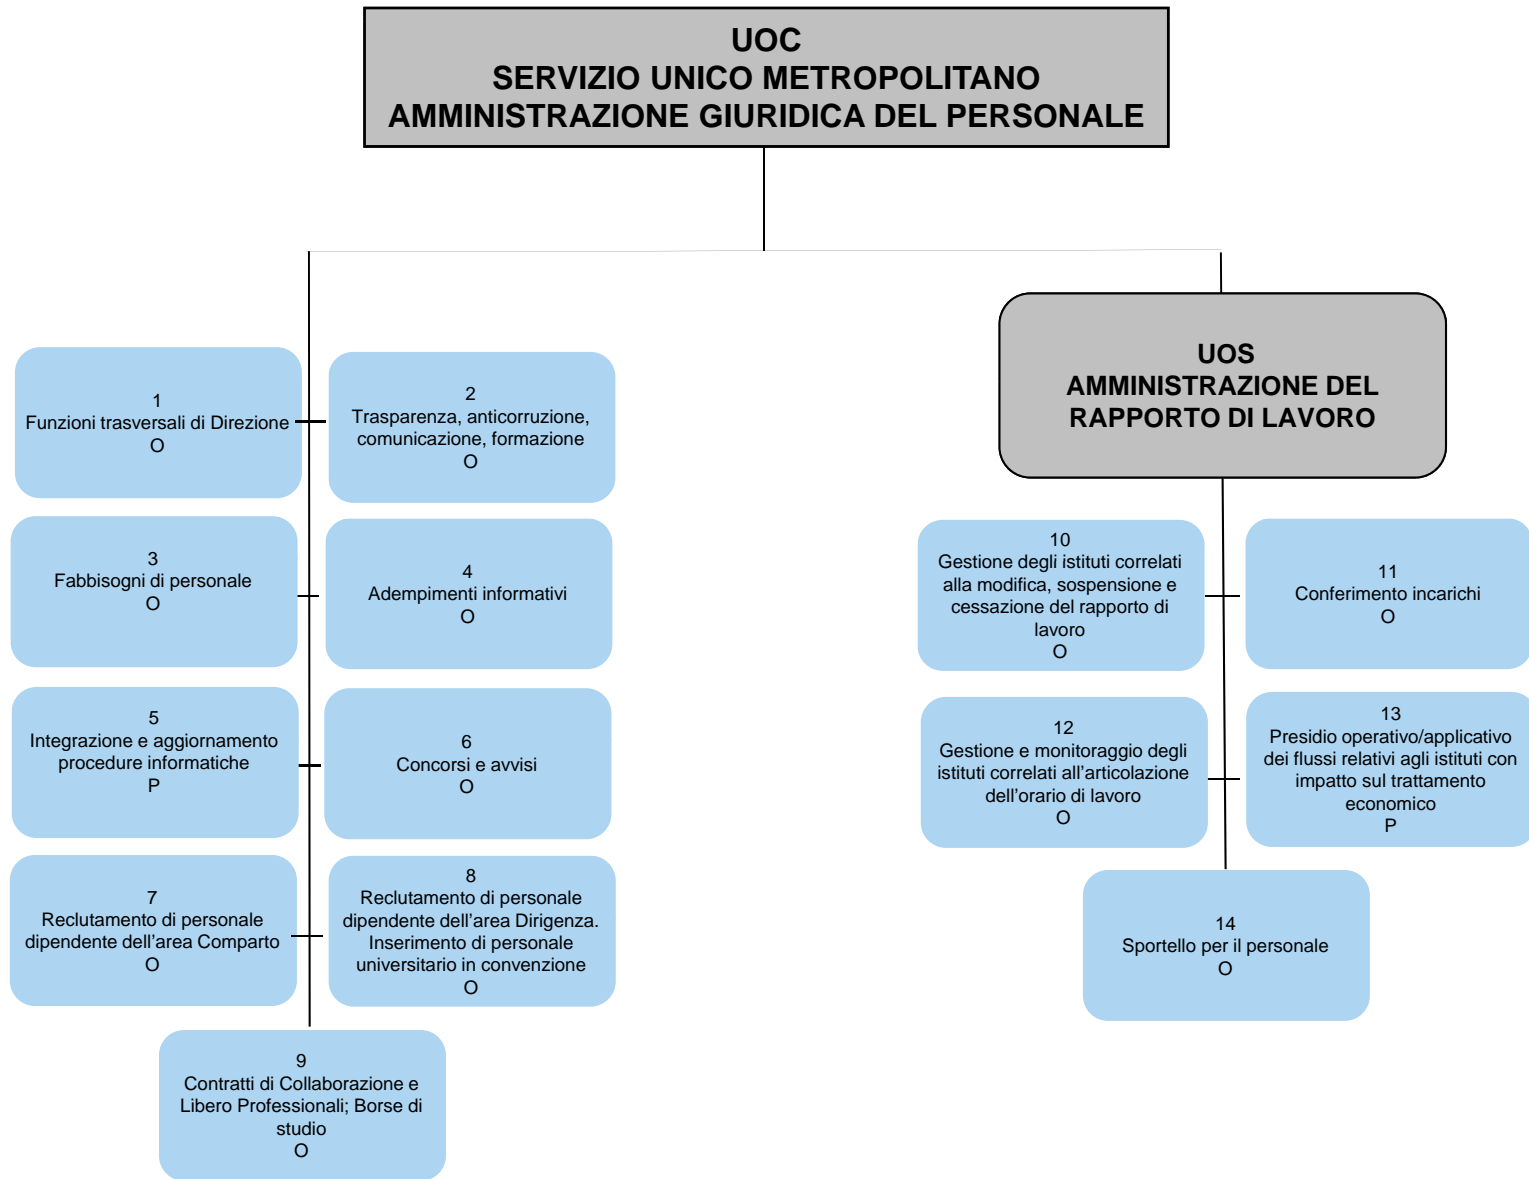 UOC
SERVIZIO UNICO METROPOLITANO
AMMINISTRAZIONE GIURIDICA DEL PERSONALE
1
Funzioni trasversali di Direzione
O
2
Trasparenza, anticorruzione,
comunicazione, formazione
O
3
Fabbisogni di personale
O
4
Adempimenti informativi
O
5
Integrazione e aggiornamento
procedure informatiche
P
6
Concorsi e avvisi
O
7
Reclutamento di personale
dipendente dell’area Comparto
O
8
Reclutamento di personale
dipendente dell’area Dirigenza.
Inserimento di personale
universitario in convenzione
O
9
Contratti di Collaborazione e
Libero Professionali; Borse di
studio
O
UOS
AMMINISTRAZIONE DEL
RAPPORTO DI LAVORO
10
Gestione degli istituti correlati
alla modifica, sospensione e
cessazione del rapporto di
lavoro
O
11
Conferimento incarichi
O
12
Gestione e monitoraggio degli
istituti correlati all’articolazione
dell’orario di lavoro
O
13
Presidio operativo/applicativo
dei flussi relativi agli istituti con
impatto sul trattamento
economico
P
14
Sportello per il personale
O